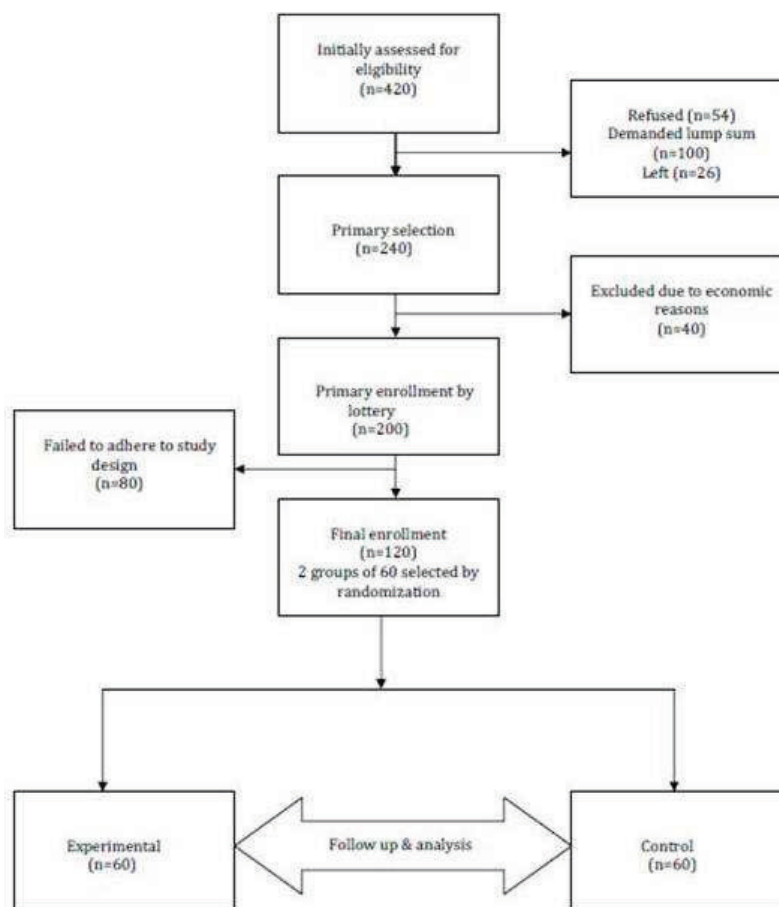 Initially assessed for
eligibility
(n=420)
Refused (n=54)
Demanded lump sum
(n=100)
Left (n=26)
Primary selection
(n=240)
Excluded due to economic
reasons
(n=40)
Primary enrollment by
lottery
(n=200)
Failed to adhere to study
design
(n=80)
Final enrollment
(n=120)
2 groups of 60 selected by
randomization
Experimental
(n=60)
Follow up & analysis
Control
(n=60)